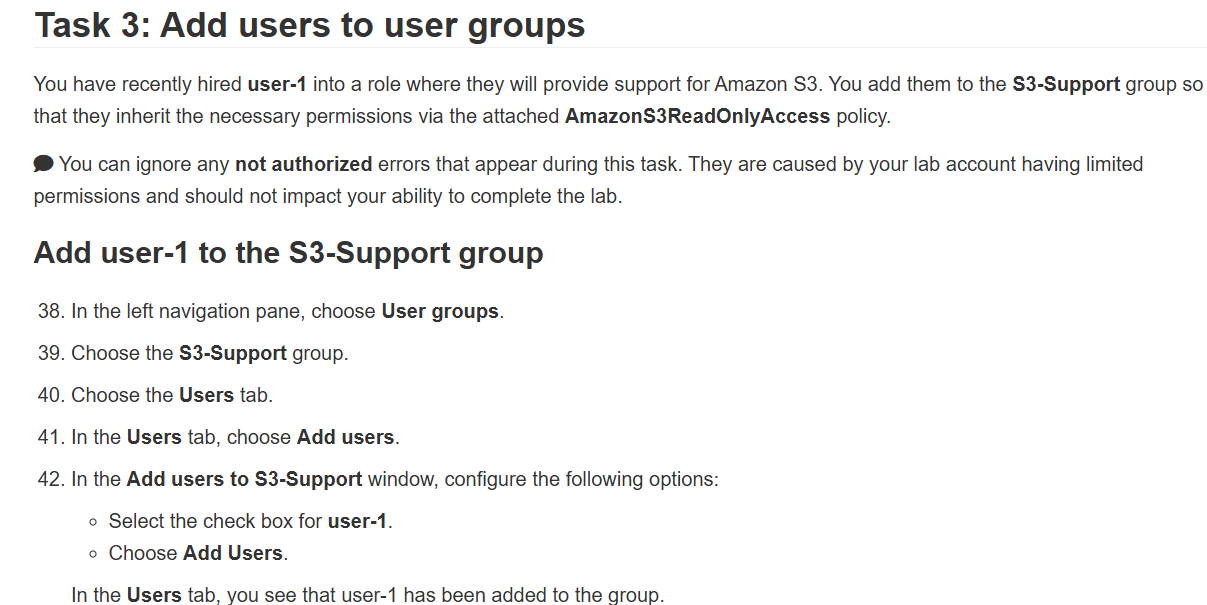 Task 3: Add users to user groups
You have recently hired user-1 into a role where they will provide support for Amazon S3. You add them to the S3-Support group so
that they inherit the necessary permissions via the attached AmazonS3ReadOnlyAccess policy.
You can ignore any not authorized errors that appear during this task. They are caused by your lab account having limited
permissions and should not impact your ability to complete the lab.
Add user-1 to the S3-Support group
38. In the left navigation pane, choose User groups.
39. Choose the S3-Support group.
40. Choose the Users tab.
41. In the Users tab, choose Add users.
42. In the Add users to S3-Support window, configure the following options:
◦ Select the check box for user-1.
◦ Choose Add Users.
In the Users tab, you see that user-1 has been added to the group.